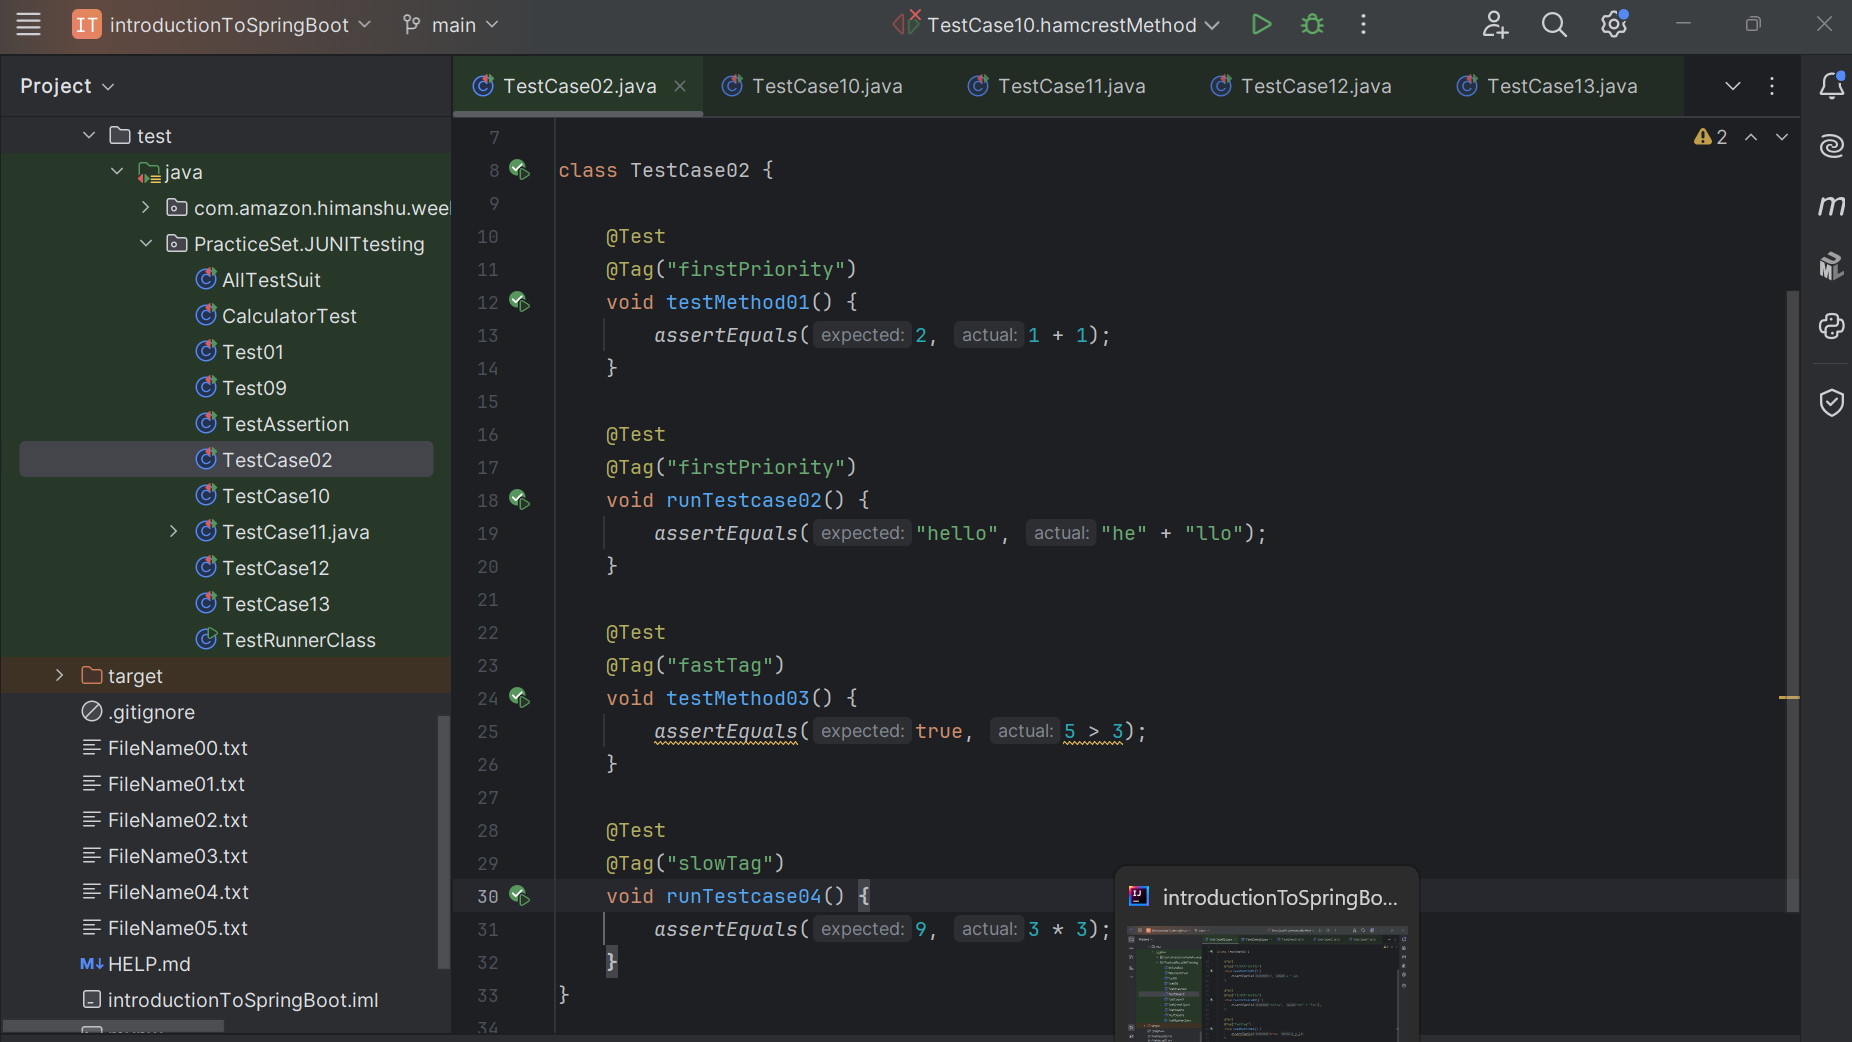 IT introductionToSpringBoot main TestCase10.hamcrestMethod
Project
TestCase02.java TestCase10.java TestCase11.java TestCase12.java TestCase13.java
test
java
com.amazon.himanshu.wee
PracticeSet.JUNITtesting
AllTestSuit
CalculatorTest
Test01
Test09
TestAssertion
TestCase02
TestCase10
TestCase11.java
TestCase12
TestCase13
TestRunnerClass
target
.gitignore
FileName00.txt
FileName01.txt
FileName02.txt
FileName03.txt
FileName04.txt
FileName05.txt
M↓ HELP.md
introductionToSpringBoot.iml
2
7
8 class TestCase02 {
9
10 @Test
11 @Tag("firstPriority")
12 void testMethod01() {
13 assertEquals( expected: 2, actual: 1 + 1);
14 }
15
16 @Test
17 @Tag("firstPriority")
18 void runTestcase02() {
19 assertEquals( expected: "hello", actual: "he" + "llo");
20 }
21
22 @Test
23 @Tag("fastTag")
24 void testMethod03() {
25 assertEquals( expected: true, actual: 5 > 3);
26 }
27
28 @Test
29 @Tag("slowTag")
30 void runTestcase04() {
31 assertEquals( expected: 9, actual: 3 * 3);
32 }
33 }
34
introductionToSpringBo...